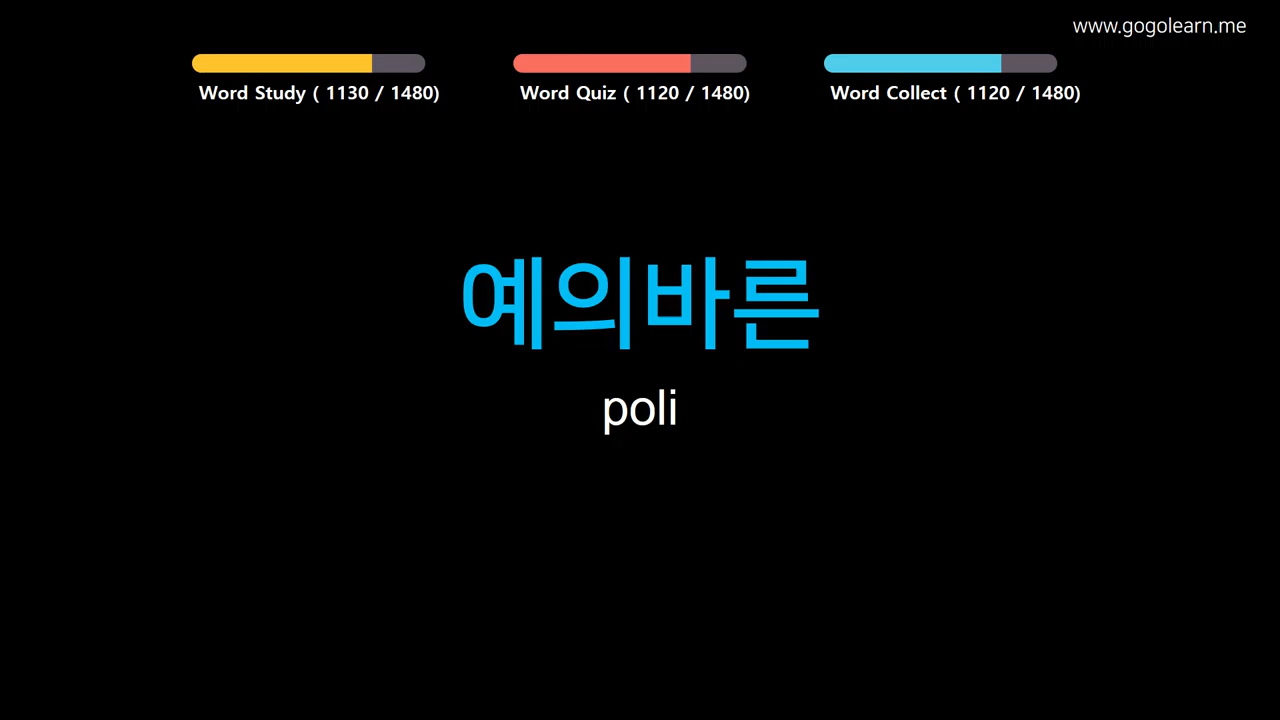 www.gogolearn.me
Word Study ( 1130 / 1480)
Word Quiz ( 1120 / 1480)
Word Collect ( 1120 / 1480)
예의바른
poli